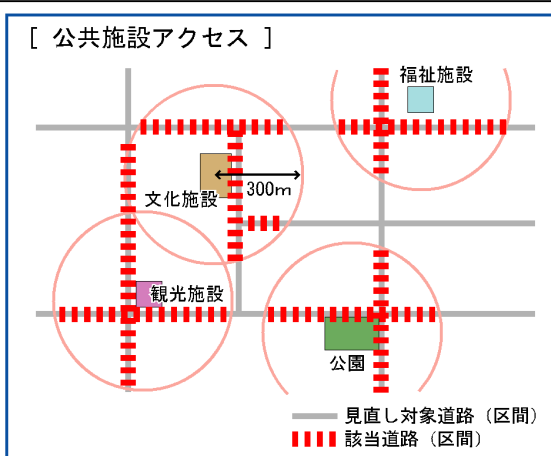 [ 公共施設アクセス ]
福祉施設
文化施設
300m
観光施設
公園
見直し対象道路（区間）
該当道路（区間）